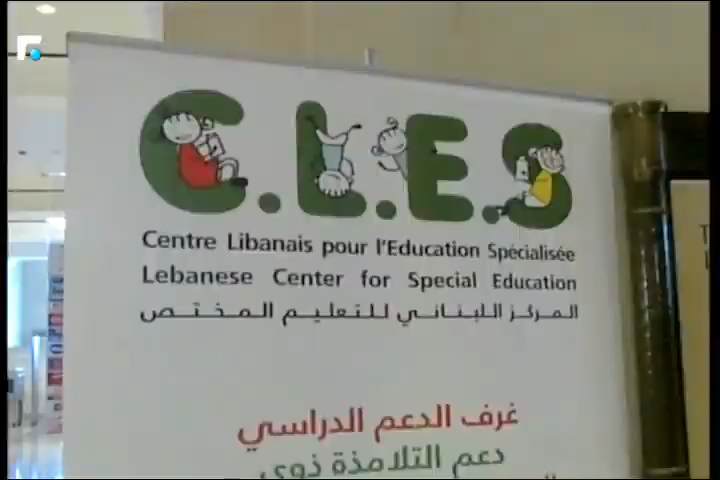 C.L.E.S
Centre Libanais pour l'Education Spécialisée
Lebanese Center for Special Education
المركز اللبناني للتعليم المختص
غرف الدعم الدراسي
دعم التلامذة ذوي